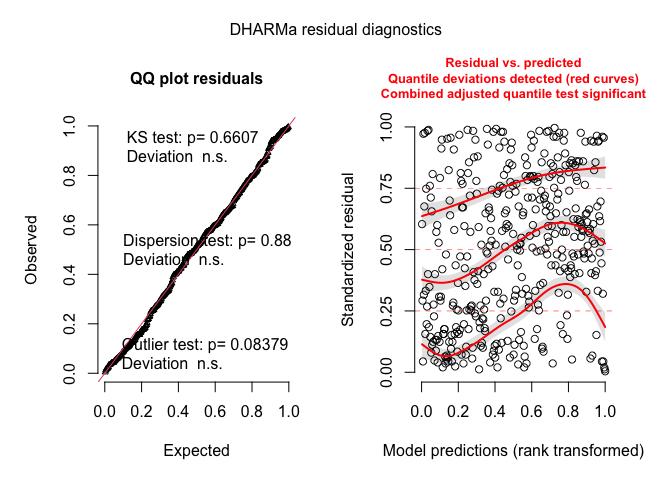 DHARMa residual diagnostics
QQ plot residuals
KS test: p= 0.6607
Deviation n.s.
Dispersion test: p= 0.88
Deviation n.s.
Outlier test: p= 0.08379
Deviation n.s.
Observed
0.0 0.2 0.4 0.6 0.8 1.0
0.0 0.2 0.4 0.6 0.8 1.0
Expected
Residual vs. predicted
Quantile deviations detected (red curves)
Combined adjusted quantile test significant
Standardized residual
0.00 0.25 0.50 0.75 1.00
0.0 0.2 0.4 0.6 0.8 1.0
Model predictions (rank transformed)